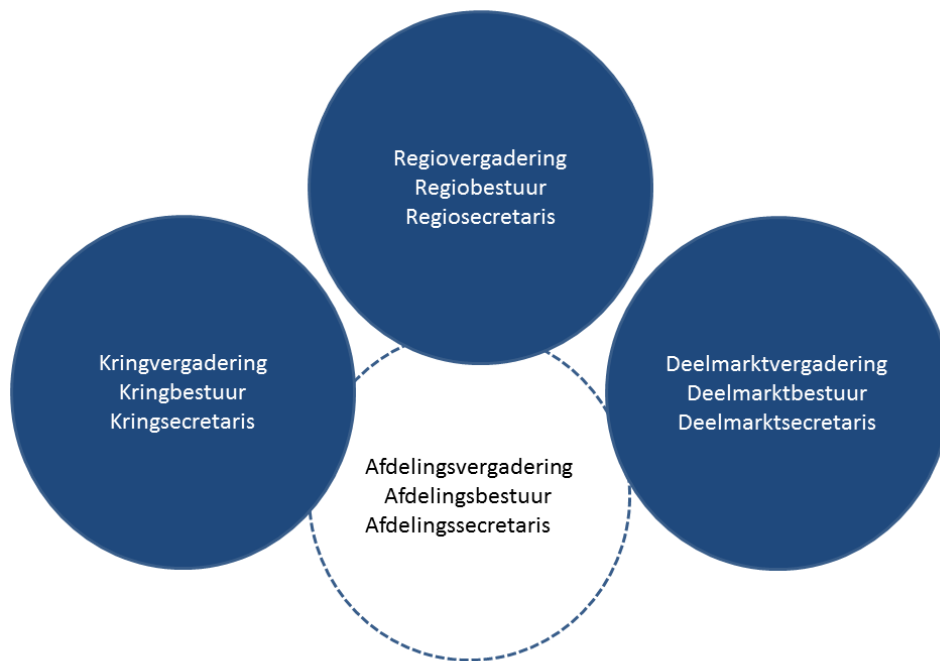 Regiovergadering
Regiobestuur
Regiosecretaris
Kringvergadering
Kringbestuur
Kringsecretaris
Deelmarktvergadering
Deelmarktbestuur
Deelmarktsecretaris
Afdelingsvergadering
Afdelingsbestuur
Afdelingssecretaris